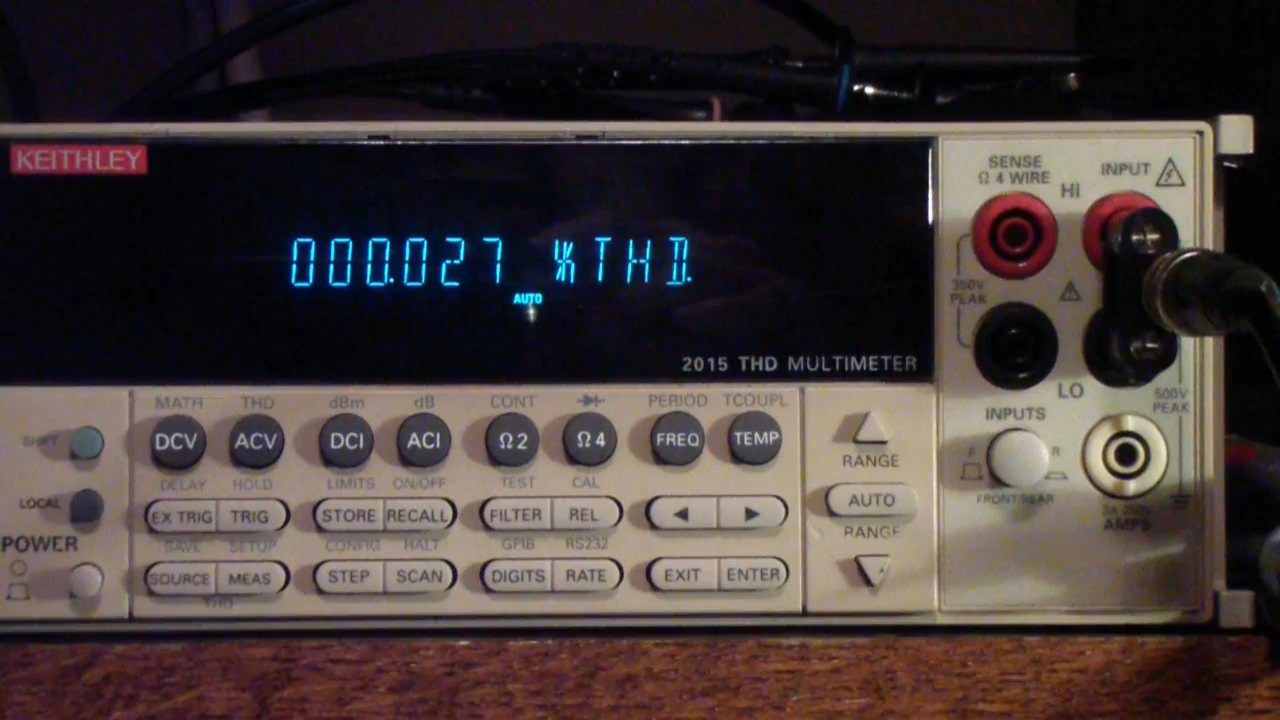 KEITHLEY
000.027 %THD
AUTO
2015 THD MULTIMETER
SENSE
Ω 4 WIRE
INPUT
HI
350V
PEAK
LO
500V
PEAK
INPUTS
F R
FRONT/REAR
3A 250V
AMPS
MATH THD dBm dB CONT PERIOD TCOUPL
SHIFT DCV ACV DCI ACI Ω2 Ω4 FREQ TEMP
RANGE
DELAY HOLD LIMITS ON/OFF TEST CAL
LOCAL EX TRIG TRIG STORE RECALL FILTER REL ◀ ▶ AUTO
RANGE
POWER
SAVE SETUP CONFIG HALT GPIB RS232
SOURCE MEAS STEP SCAN DIGITS RATE EXIT ENTER
THD